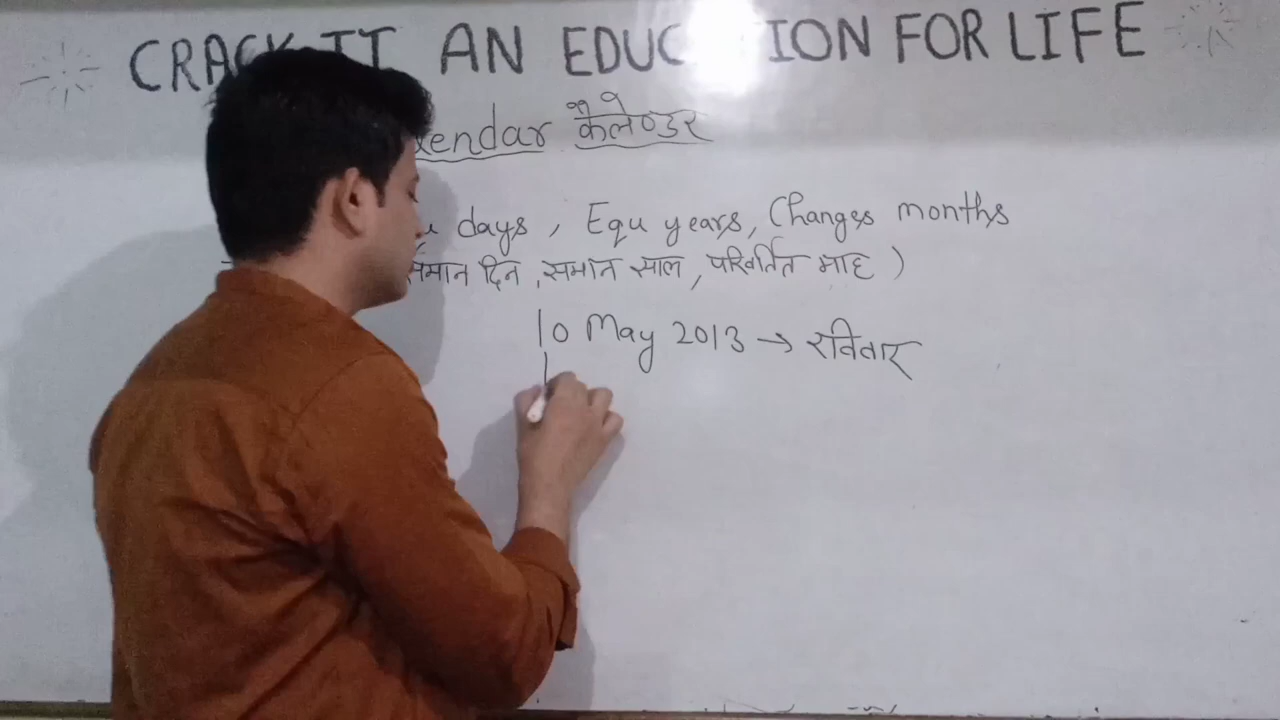 CRACK IT AN EDUC ION FOR LIFE
endar कैलेण्डर
days, Equ years, Changes months
समान दिन, समान साल, परिवर्तित माह )
10 May 2013 → रविवार
1